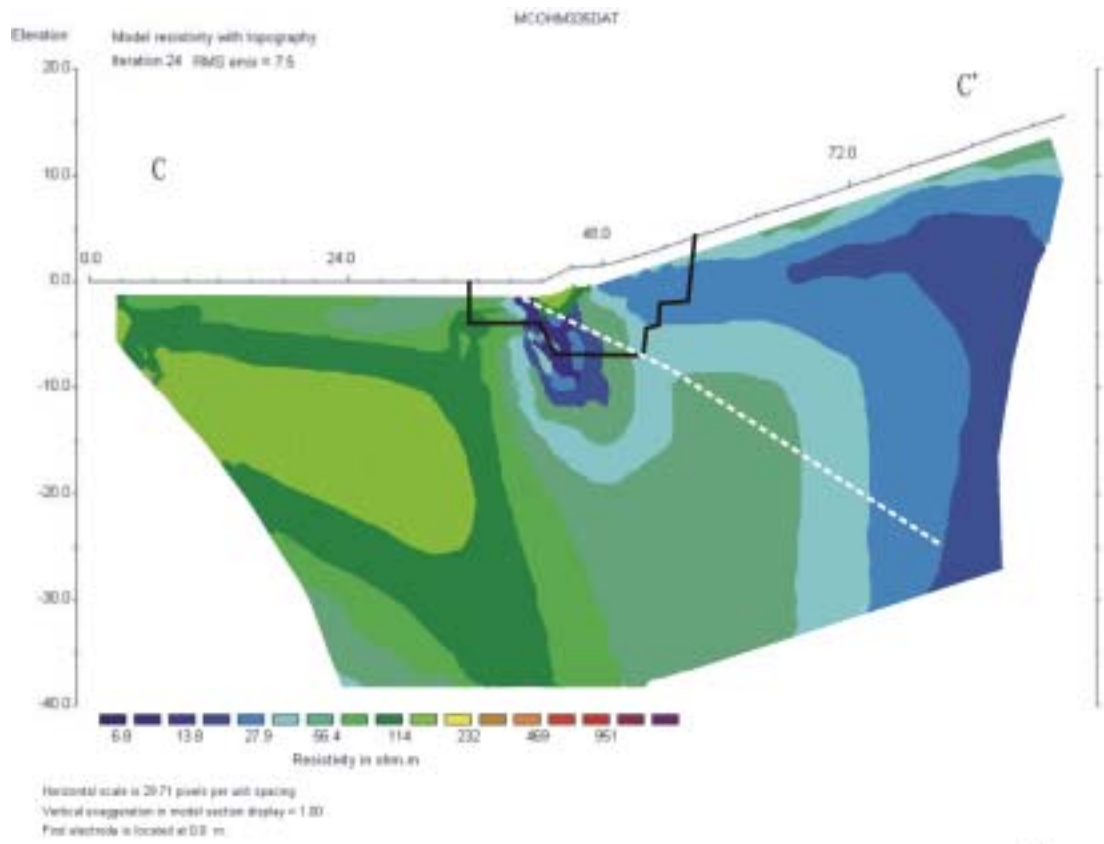 MCOHM335DAT
Elevation
Model resistivity with topography
Iteration 24 RMS error = 7.5
20.0
C'
72.0
C
10.0
48.0
0.0
24.0
0.0
-10.0
-20.0
-30.0
-40.0
6.8 13.8 27.9 56.4 114 232 469 951
Resistivity in ohm.m
Horizontal scale is 29.71 pixels per unit spacing
Vertical exaggeration in model section display = 1.00
First electrode is located at 0.0 m.